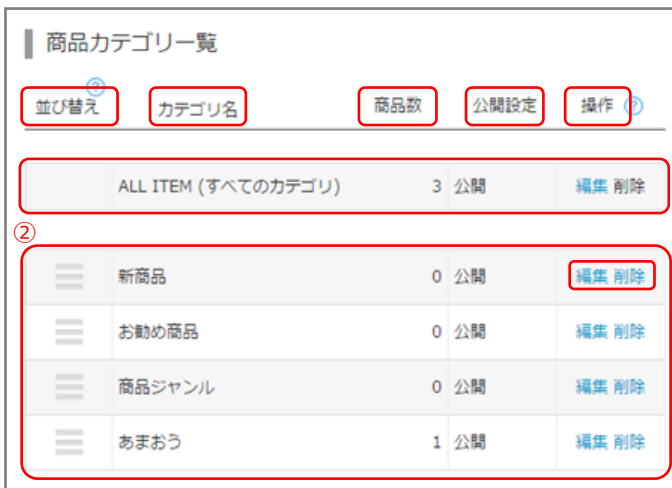 商品カテゴリ一覧
並び替え ? カテゴリ名 商品数 公開設定 操作 ?
ALL ITEM (すべてのカテゴリ) 3 公開 編集 削除
②
新商品 0 公開 編集 削除
お勧め商品 0 公開 編集 削除
商品ジャンル 0 公開 編集 削除
あまおう 1 公開 編集 削除